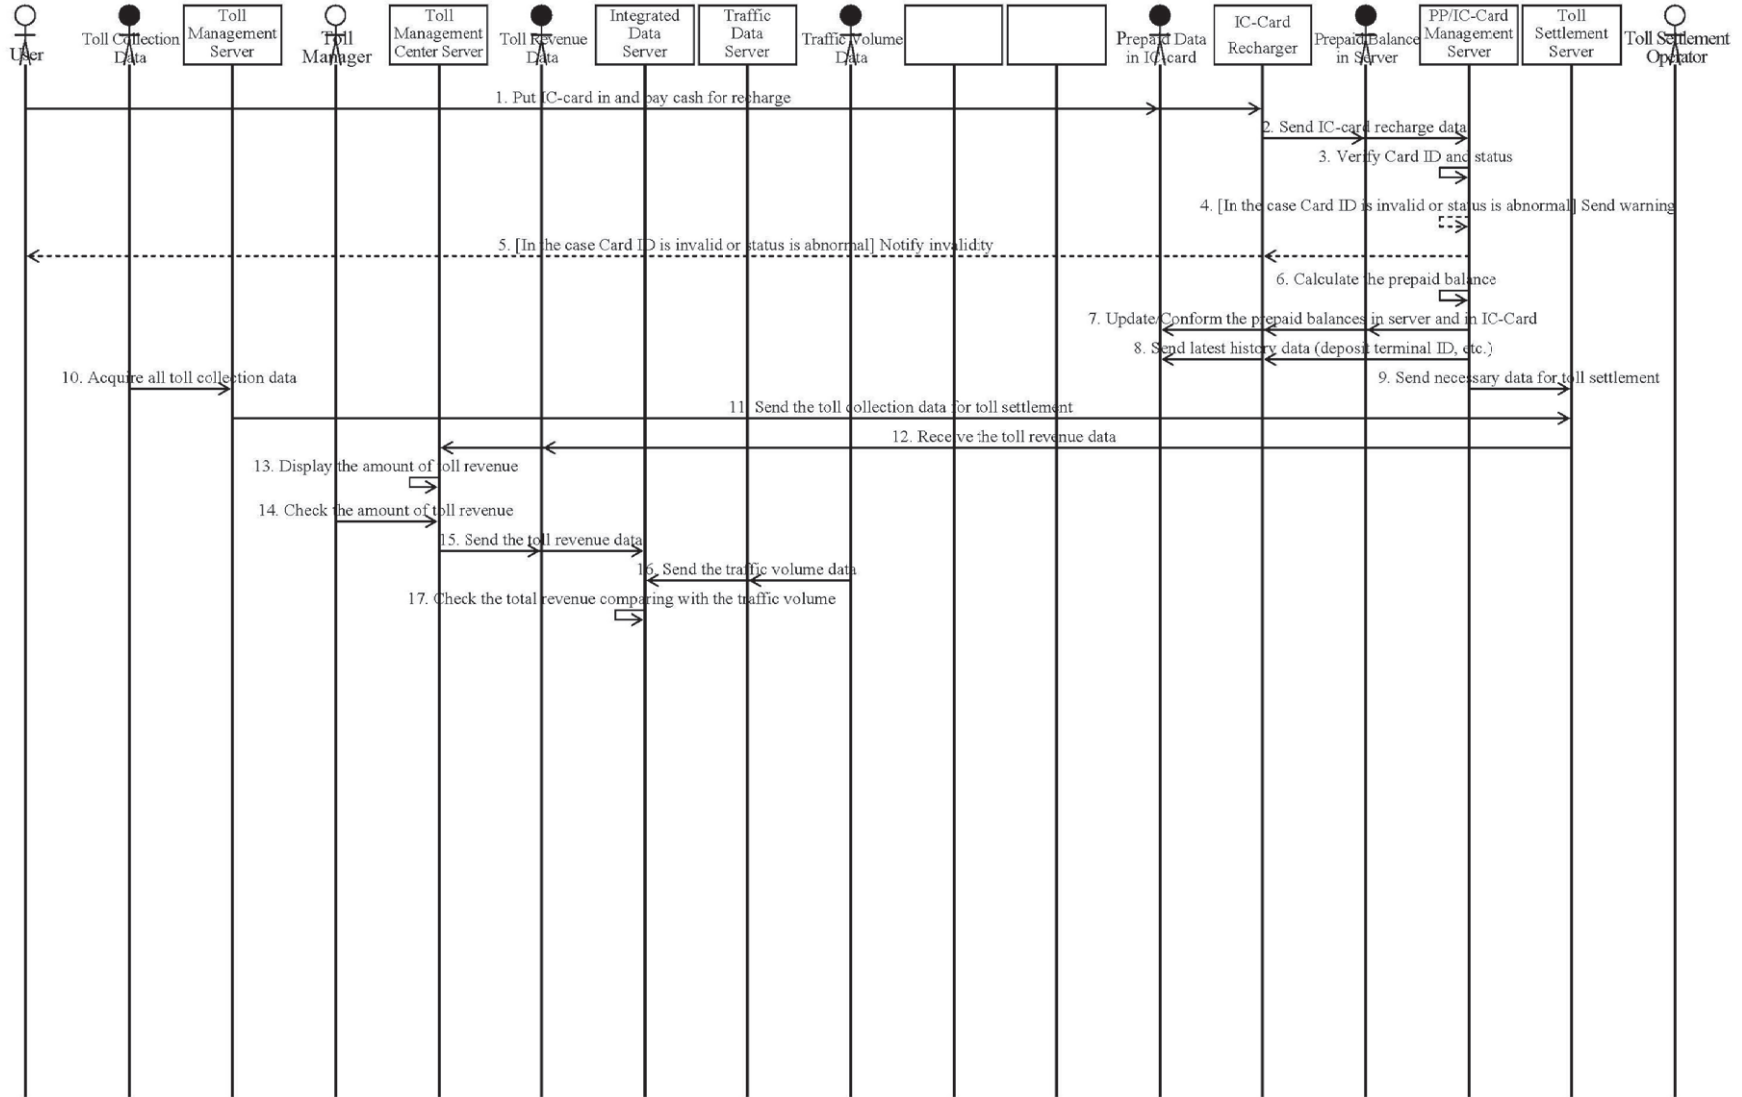 User
Toll Collection
Data
Toll
Management
Server
Toll
Manager
Toll
Management
Center Server
Toll Revenue
Data
Integrated
Data
Server
Traffic
Data
Server
Traffic Volume
Data
Prepaid Data
in IC-card
IC-Card
Recharger
Prepaid Balance
in Server
PP/IC-Card
Management
Server
Toll
Settlement
Server
Toll Settlement
Operator
1. Put IC-card in and pay cash for recharge
2. Send IC-card recharge data
3. Verify Card ID and status
4. [In the case Card ID is invalid or status is abnormal] Send warning
5. [In the case Card ID is invalid or status is abnormal] Notify invalidity
6. Calculate the prepaid balance
7. Update/Conform the prepaid balances in server and in IC-Card
8. Send latest history data (deposit terminal ID, etc.)
10. Acquire all toll collection data
9. Send necessary data for toll settlement
11. Send the toll collection data for toll settlement
12. Receive the toll revenue data
13. Display the amount of toll revenue
14. Check the amount of toll revenue
15. Send the toll revenue data
16. Send the traffic volume data
17. Check the total revenue comparing with the traffic volume